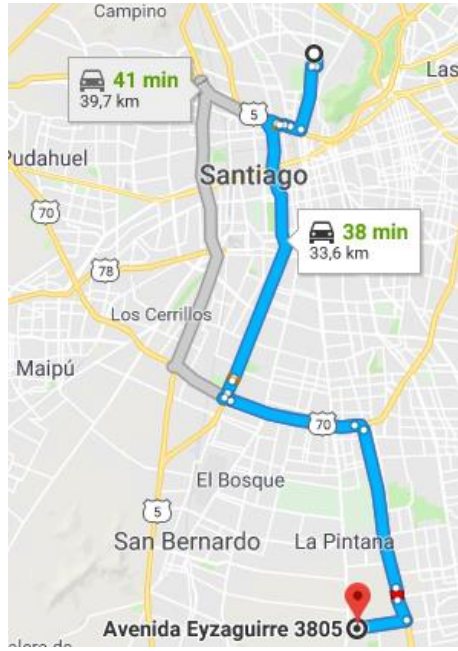 Campino
41 min
39,7 km
5
Las
Pudahuel
Santiago
70
38 min
33,6 km
78
Los Cerrillos
Maipú
70
El Bosque
5
San Bernardo
La Pintana
Avenida Eyzaguirre 3805